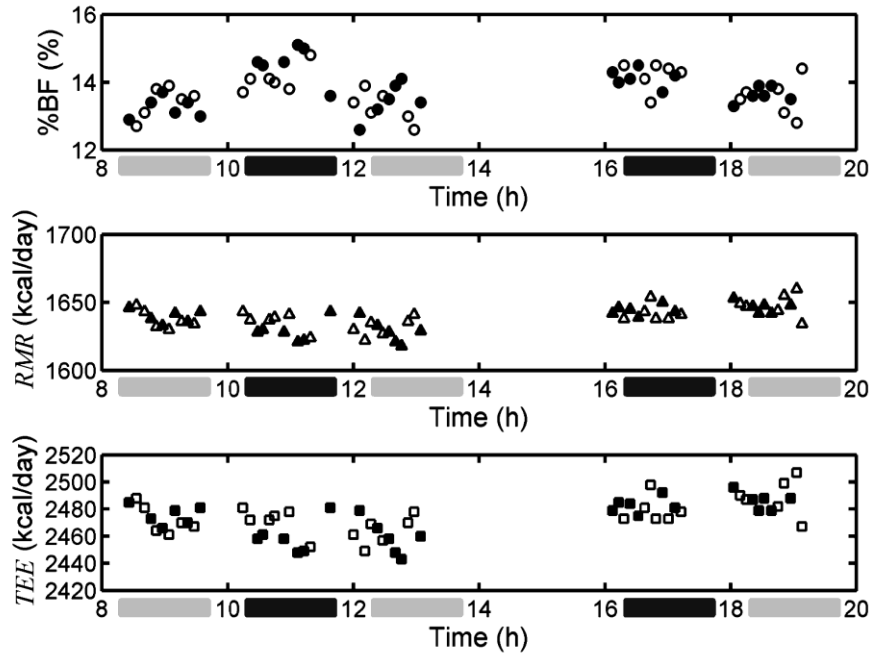 16
14
12
%BF (%)
8 10 12 14 16 18 20
Time (h)
1700
1650
1600
RMR (kcal/day)
8 10 12 14 16 18 20
Time (h)
2520
2500
2480
2460
2440
2420
TEE (kcal/day)
8 10 12 14 16 18 20
Time (h)